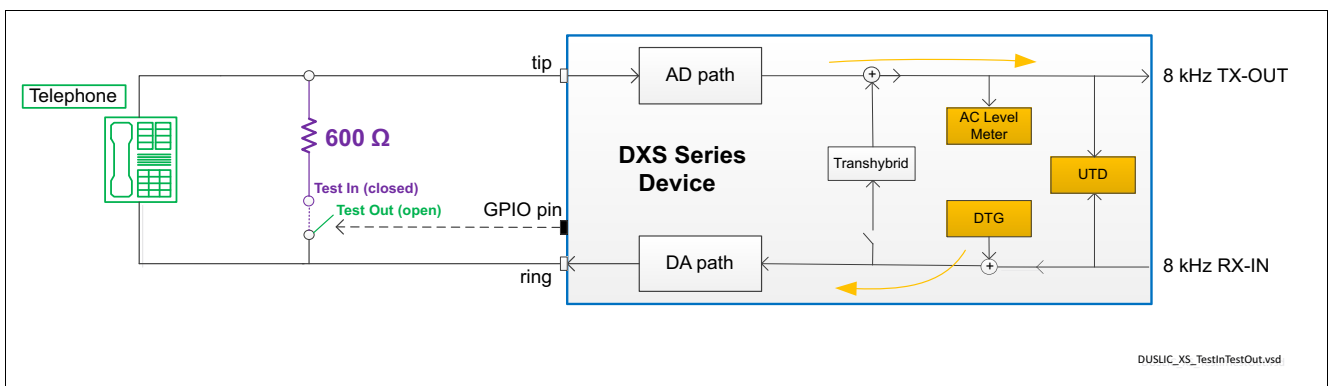 Telephone
600 Ω
Test In (closed)
Test Out (open)
tip
GPIO pin
ring
AD path
DXS Series
Device
DA path
Transhybrid
AC Level
Meter
DTG
UTD
8 kHz TX-OUT
8 kHz RX-IN
DUSLIC_XS_TestInTestOut.vsd